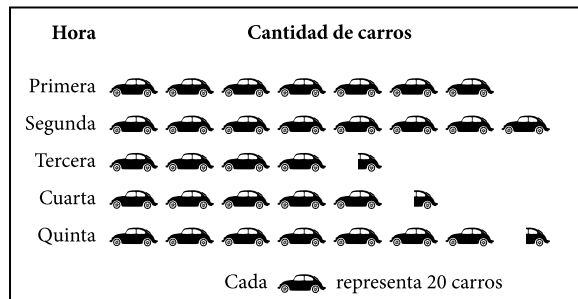 Hora Cantidad de carros
Primera
Segunda
Tercera
Cuarta
Quinta
Cada representa 20 carros